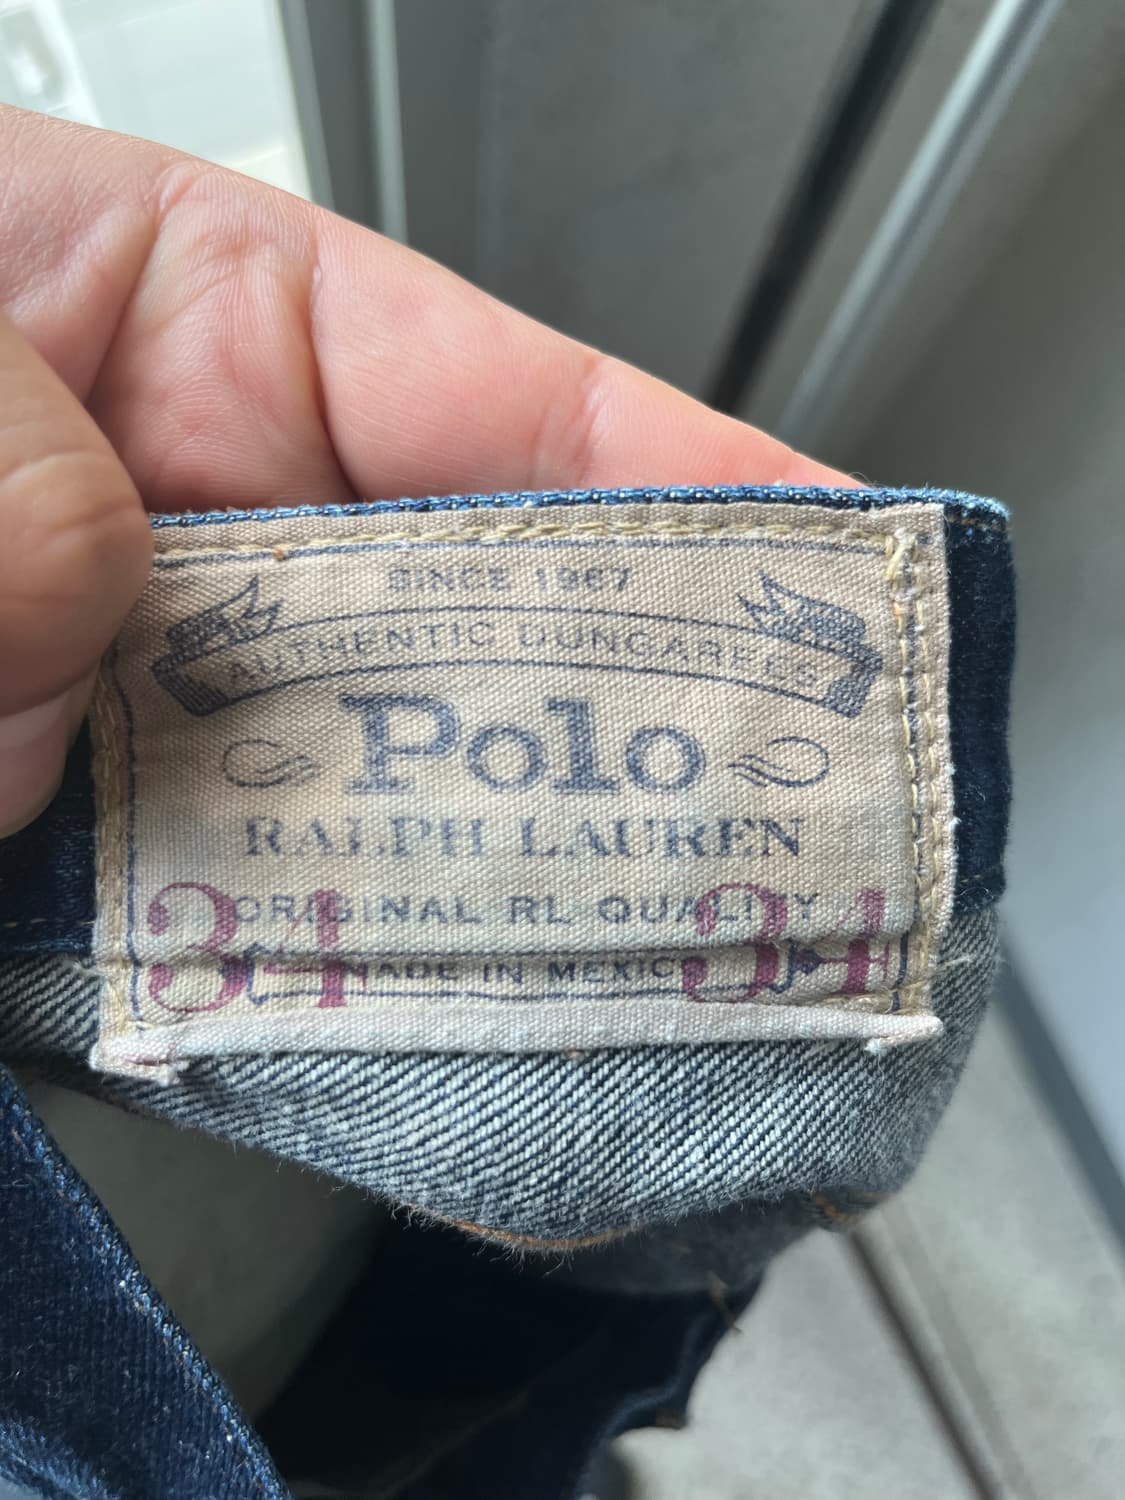 SINCE 1967
AUTHENTIC DUNGAREES
Polo
RALPH LAUREN
ORIGINAL RL QUALITY
34 34
MADE IN MEXICO